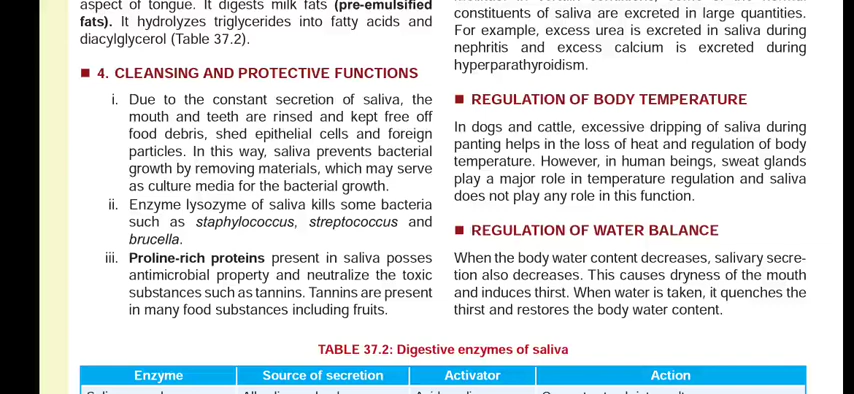 aspect of tongue. It digests milk fats (pre-emulsified
fats). It hydrolyzes triglycerides into fatty acids and
diacylglycerol (Table 37.2).
4. CLEANSING AND PROTECTIVE FUNCTIONS
i. Due to the constant secretion of saliva, the
mouth and teeth are rinsed and kept free off
food debris, shed epithelial cells and foreign
particles. In this way, saliva prevents bacterial
growth by removing materials, which may serve
as culture media for the bacterial growth.
ii. Enzyme lysozyme of saliva kills some bacteria
such as staphylococcus, streptococcus and
brucella.
iii. Proline-rich proteins present in saliva posses
antimicrobial property and neutralize the toxic
substances such as tannins. Tannins are present
in many food substances including fruits.
constituents of saliva are excreted in large quantities.
For example, excess urea is excreted in saliva during
nephritis and excess calcium is excreted during
hyperparathyroidism.
REGULATION OF BODY TEMPERATURE
In dogs and cattle, excessive dripping of saliva during
panting helps in the loss of heat and regulation of body
temperature. However, in human beings, sweat glands
play a major role in temperature regulation and saliva
does not play any role in this function.
REGULATION OF WATER BALANCE
When the body water content decreases, salivary secre-
tion also decreases. This causes dryness of the mouth
and induces thirst. When water is taken, it quenches the
thirst and restores the body water content.
TABLE 37.2: Digestive enzymes of saliva
Enzyme Source of secretion Activator Action